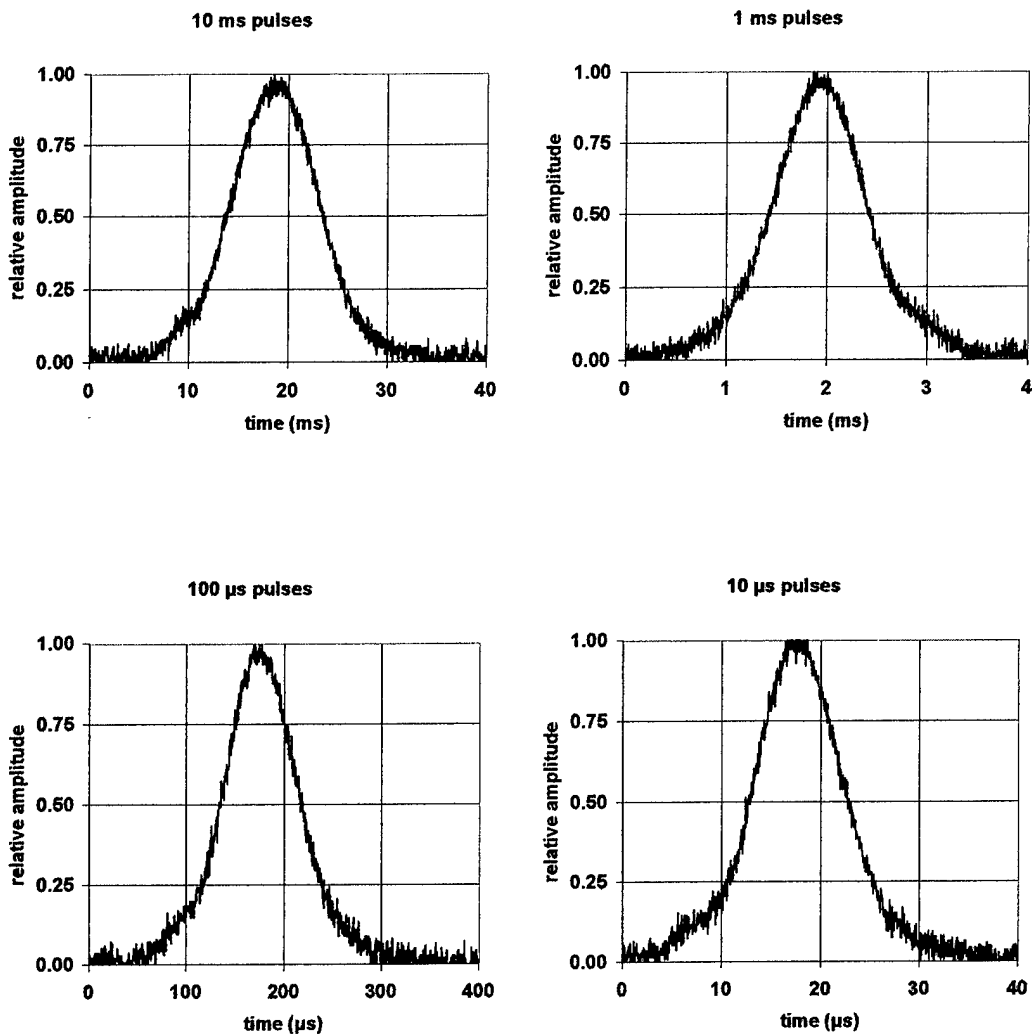 10 ms pulses
1.00
0.75
0.50
0.25
0.00
relative amplitude
0 10 20 30 40
time (ms)
1 ms pulses
1.00
0.75
0.50
0.25
0.00
relative amplitude
0 1 2 3 4
time (ms)
100 µs pulses
1.00
0.75
0.50
0.25
0.00
relative amplitude
0 100 200 300 400
time (µs)
10 µs pulses
1.00
0.75
0.50
0.25
0.00
relative amplitude
0 10 20 30 40
time (µs)